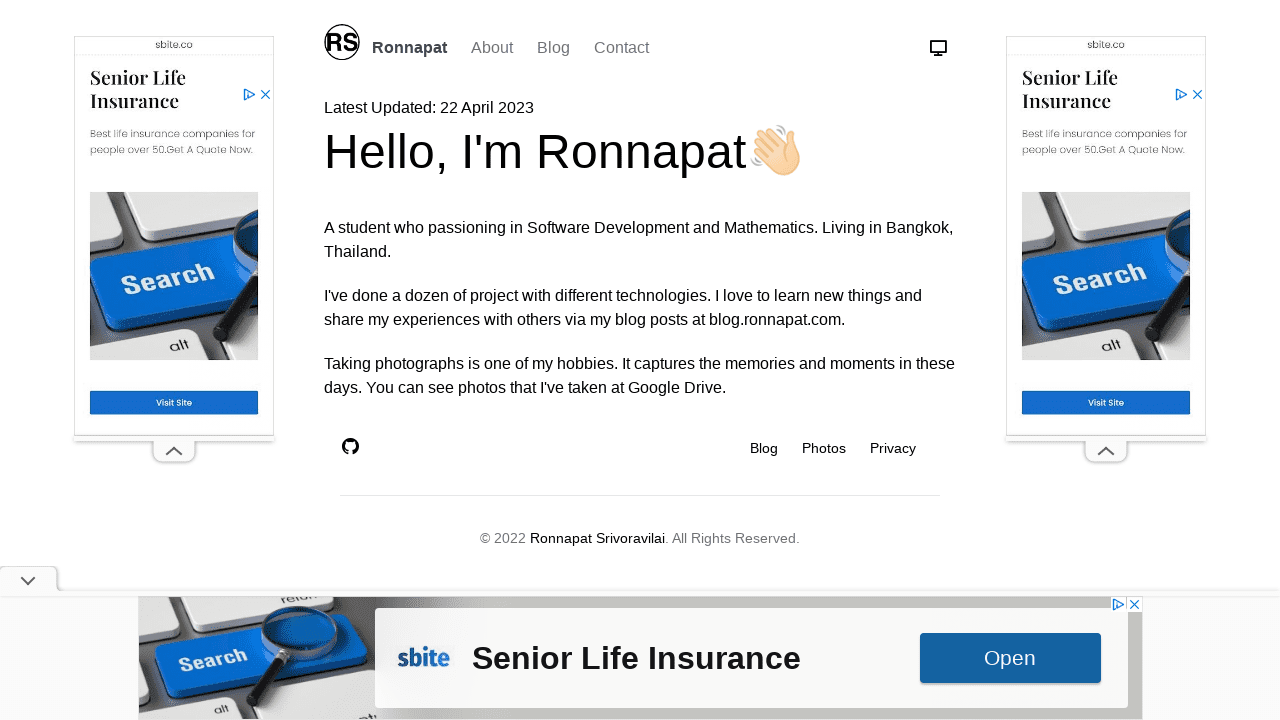 RS
Ronnapat About Blog Contact
Latest Updated: 22 April 2023
Hello, I'm Ronnapat👋🏻
A student who passioning in Software Development and Mathematics. Living in Bangkok,
Thailand.
I've done a dozen of project with different technologies. I love to learn new things and
share my experiences with others via my blog posts at blog.ronnapat.com.
Taking photographs is one of my hobbies. It captures the memories and moments in these
days. You can see photos that I've taken at Google Drive.
Blog Photos Privacy
© 2022 Ronnapat Srivoravilai. All Rights Reserved.
sbite.co
Senior Life
Insurance
Best life insurance companies for
people over 50.Get A Quote Now.
Search
alt
Visit Site
sbite.co
Senior Life
Insurance
Best life insurance companies for
people over 50.Get A Quote Now.
Search
alt
Visit Site
Search
alt
sbite
Senior Life Insurance
Open